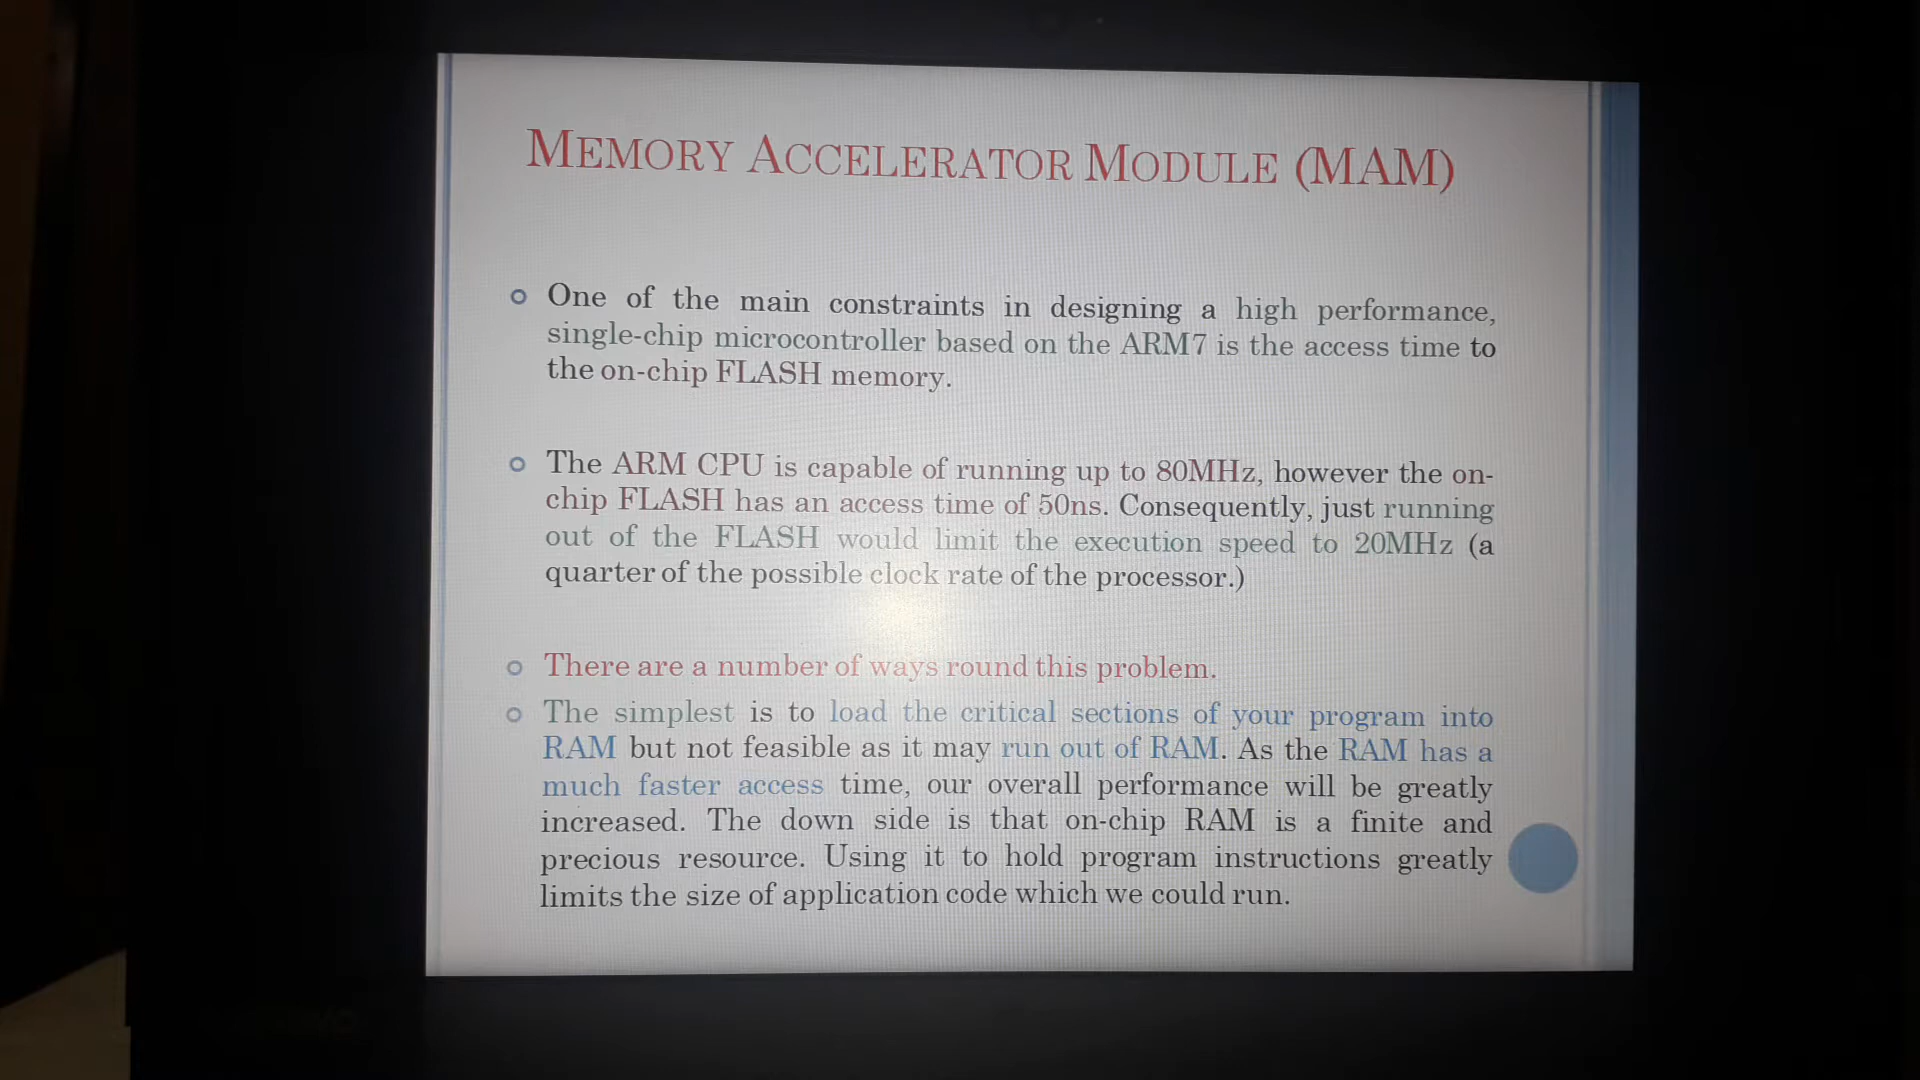 MEMORY ACCELERATOR MODULE (MAM)
One of the main constraints in designing a high performance,
single-chip microcontroller based on the ARM7 is the access time to
the on-chip FLASH memory.
The ARM CPU is capable of running up to 80MHz, however the on-
chip FLASH has an access time of 50ns. Consequently, just running
out of the FLASH would limit the execution speed to 20MHz (a
quarter of the possible clock rate of the processor.)
There are a number of ways round this problem.
The simplest is to load the critical sections of your program into
RAM but not feasible as it may run out of RAM. As the RAM has a
much faster access time, our overall performance will be greatly
increased. The down side is that on-chip RAM is a finite and
precious resource. Using it to hold program instructions greatly
limits the size of application code which we could run.